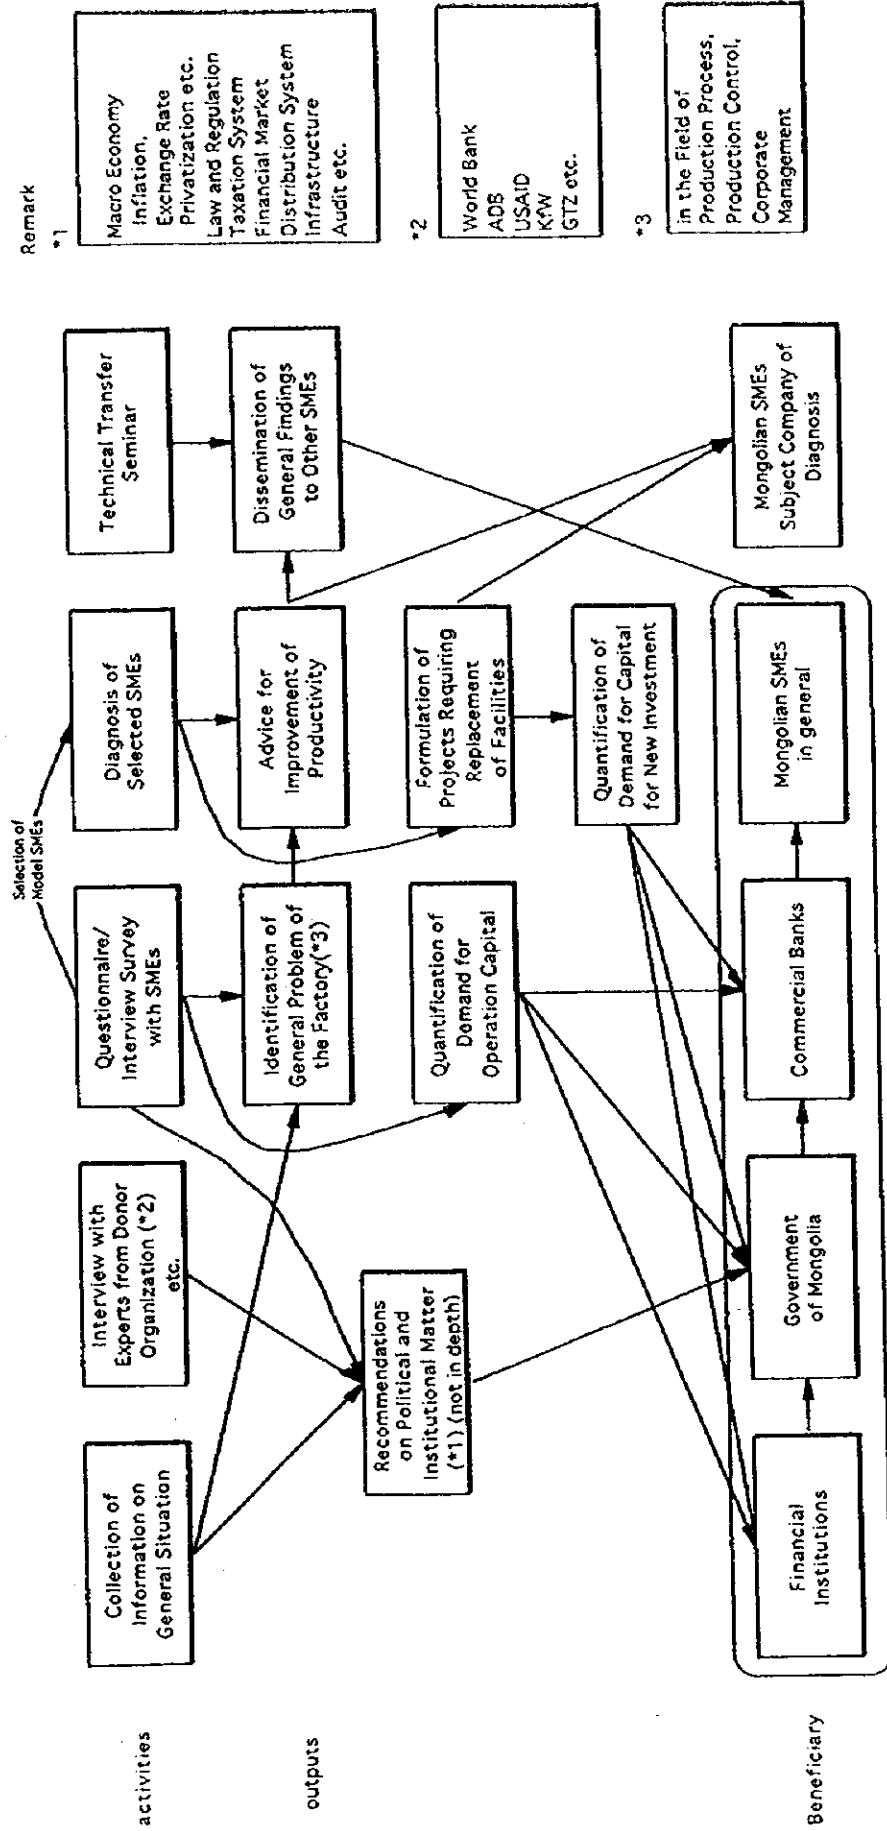 activities
Collection of
Information on
General Situation
Interview with
Experts from Donor
Organization (*2)
etc.
Questionnaire/
Interview Survey
with SMEs
Selection of
Model SMEs
Diagnosis of
Selected SMEs
Technical Transfer
Seminar
outputs
Recommendations
on Political and
Institutional Matter
(*1) (not in depth)
Identification of
General Problem of
the Factory(*3)
Advice for
Improvement of
Productivity
Dissemination of
General Findings
to Other SMEs
Quantification of
Demand for
Operation Capital
Formulation of
Projects Requiring
Replacement
of Facilities
Quantification of
Demand for Capital
for New Investment
Beneficiary
Financial
Institutions
Government
of Mongolia
Commercial Banks
Mongolian SMEs
in general
Mongolian SMEs
Subject Company of
Diagnosis
Remark
*1
Macro Economy
Inflation,
Exchange Rate
Privatization etc.
Law and Regulation
Taxation System
Financial Market
Distribution System
Infrastructure
Audit etc.
*2
World Bank
ADB
USAID
KfW
GTZ etc.
*3
in the Field of
Production Process,
Production Control,
Corporate
Management